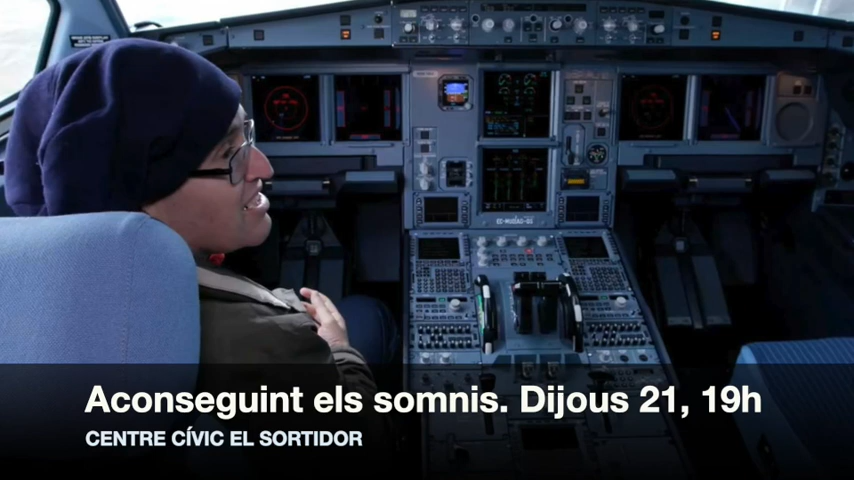 Aconseguint els somnis. Dijous 21, 19h
CENTRE CÍVIC EL SORTIDOR